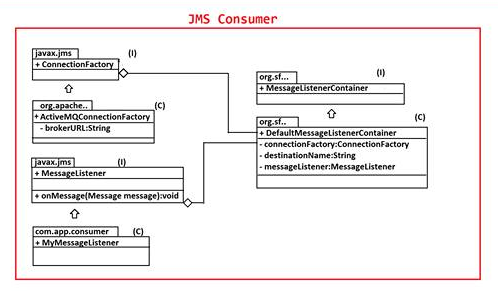 JMS Consumer
javax.jms (I)
+ ConnectionFactory
org.apache.. (C)
+ActiveMQConnectionFactory
- brokerURL:String
javax.jms (I)
+ MessageListener
+ onMessage(Message message):void
com.app.consumer (C)
+ MyMessageListener
org.sf... (I)
+ MessageListenerContainer
org.sf.. (C)
+ DefaultMessageListenerContainer
- connectionFactory:ConnectionFactory
- destinationName:String
- messageListener:MessageListener